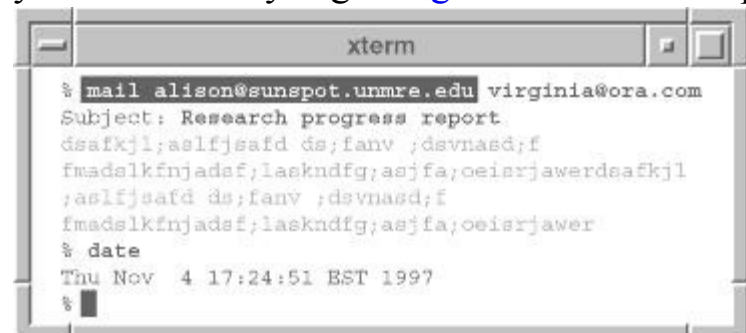 xterm
% mail alison@sunspot.unmre.edu virginia@ora.com
Subject: Research progress report
dsafkjl;aslfjsafd ds;fanv ;dsvnasd;f
fmadslkfnjadsf;laskndfg;asjfa;oeisrjawerdsafkjl
;aslfjsafd ds;fanv ;dsvnasd;f
fmadslkfnjadsf;laskndfg;asjfa;oeisrjawer
% date
Thu Nov 4 17:24:51 EST 1997
%